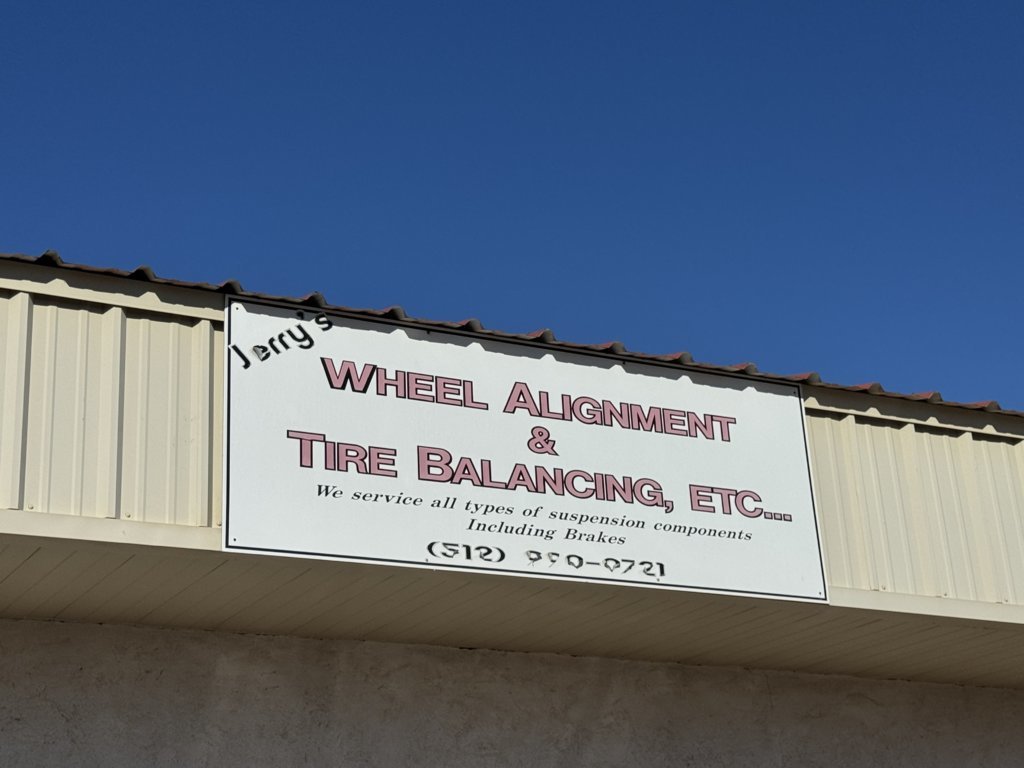 Jerry's
WHEEL ALIGNMENT
&
TIRE BALANCING, ETC...
We service all types of suspension components
Including Brakes
(512)